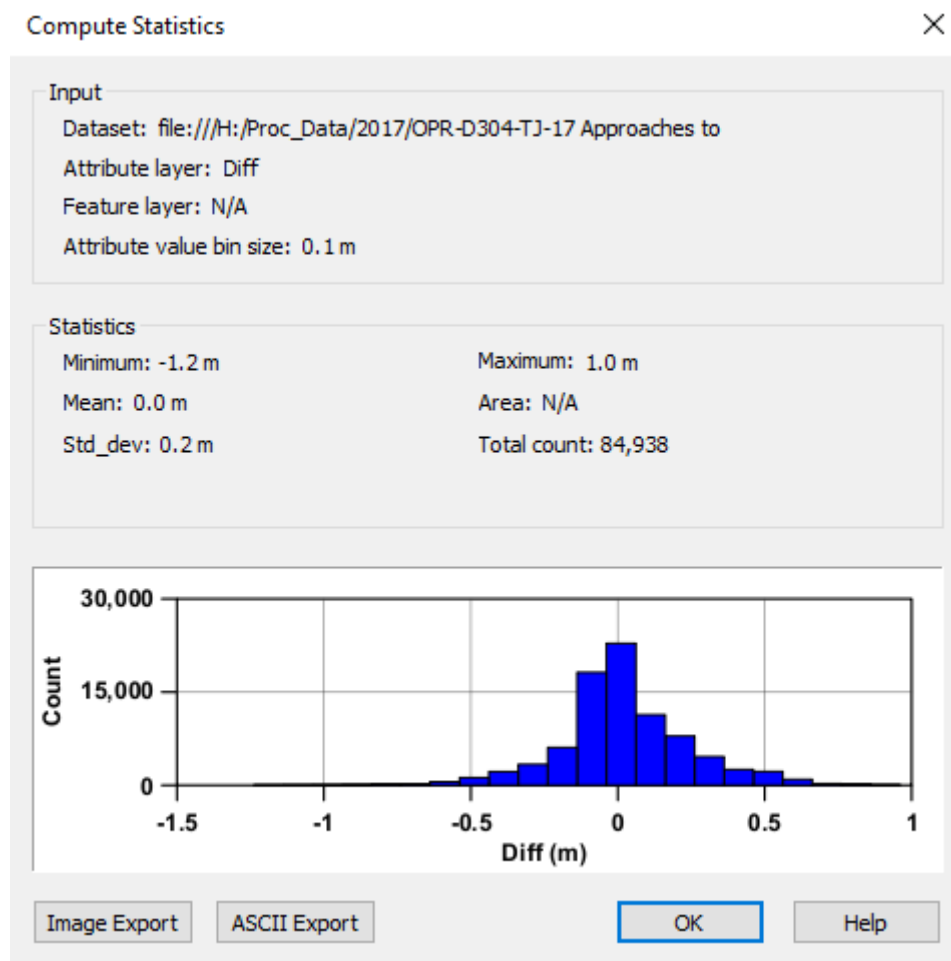 Compute Statistics
Input
Dataset: file:///H:/Proc_Data/2017/OPR-D304-TJ-17 Approaches to
Attribute layer: Diff
Feature layer: N/A
Attribute value bin size: 0.1 m
Statistics
Minimum: -1.2 m
Maximum: 1.0 m
Mean: 0.0 m
Area: N/A
Std_dev: 0.2 m
Total count: 84,938
30,000
15,000
0
Count
-1.5 -1 -0.5 0 0.5 1
Diff (m)
Image Export
ASCII Export
OK
Help